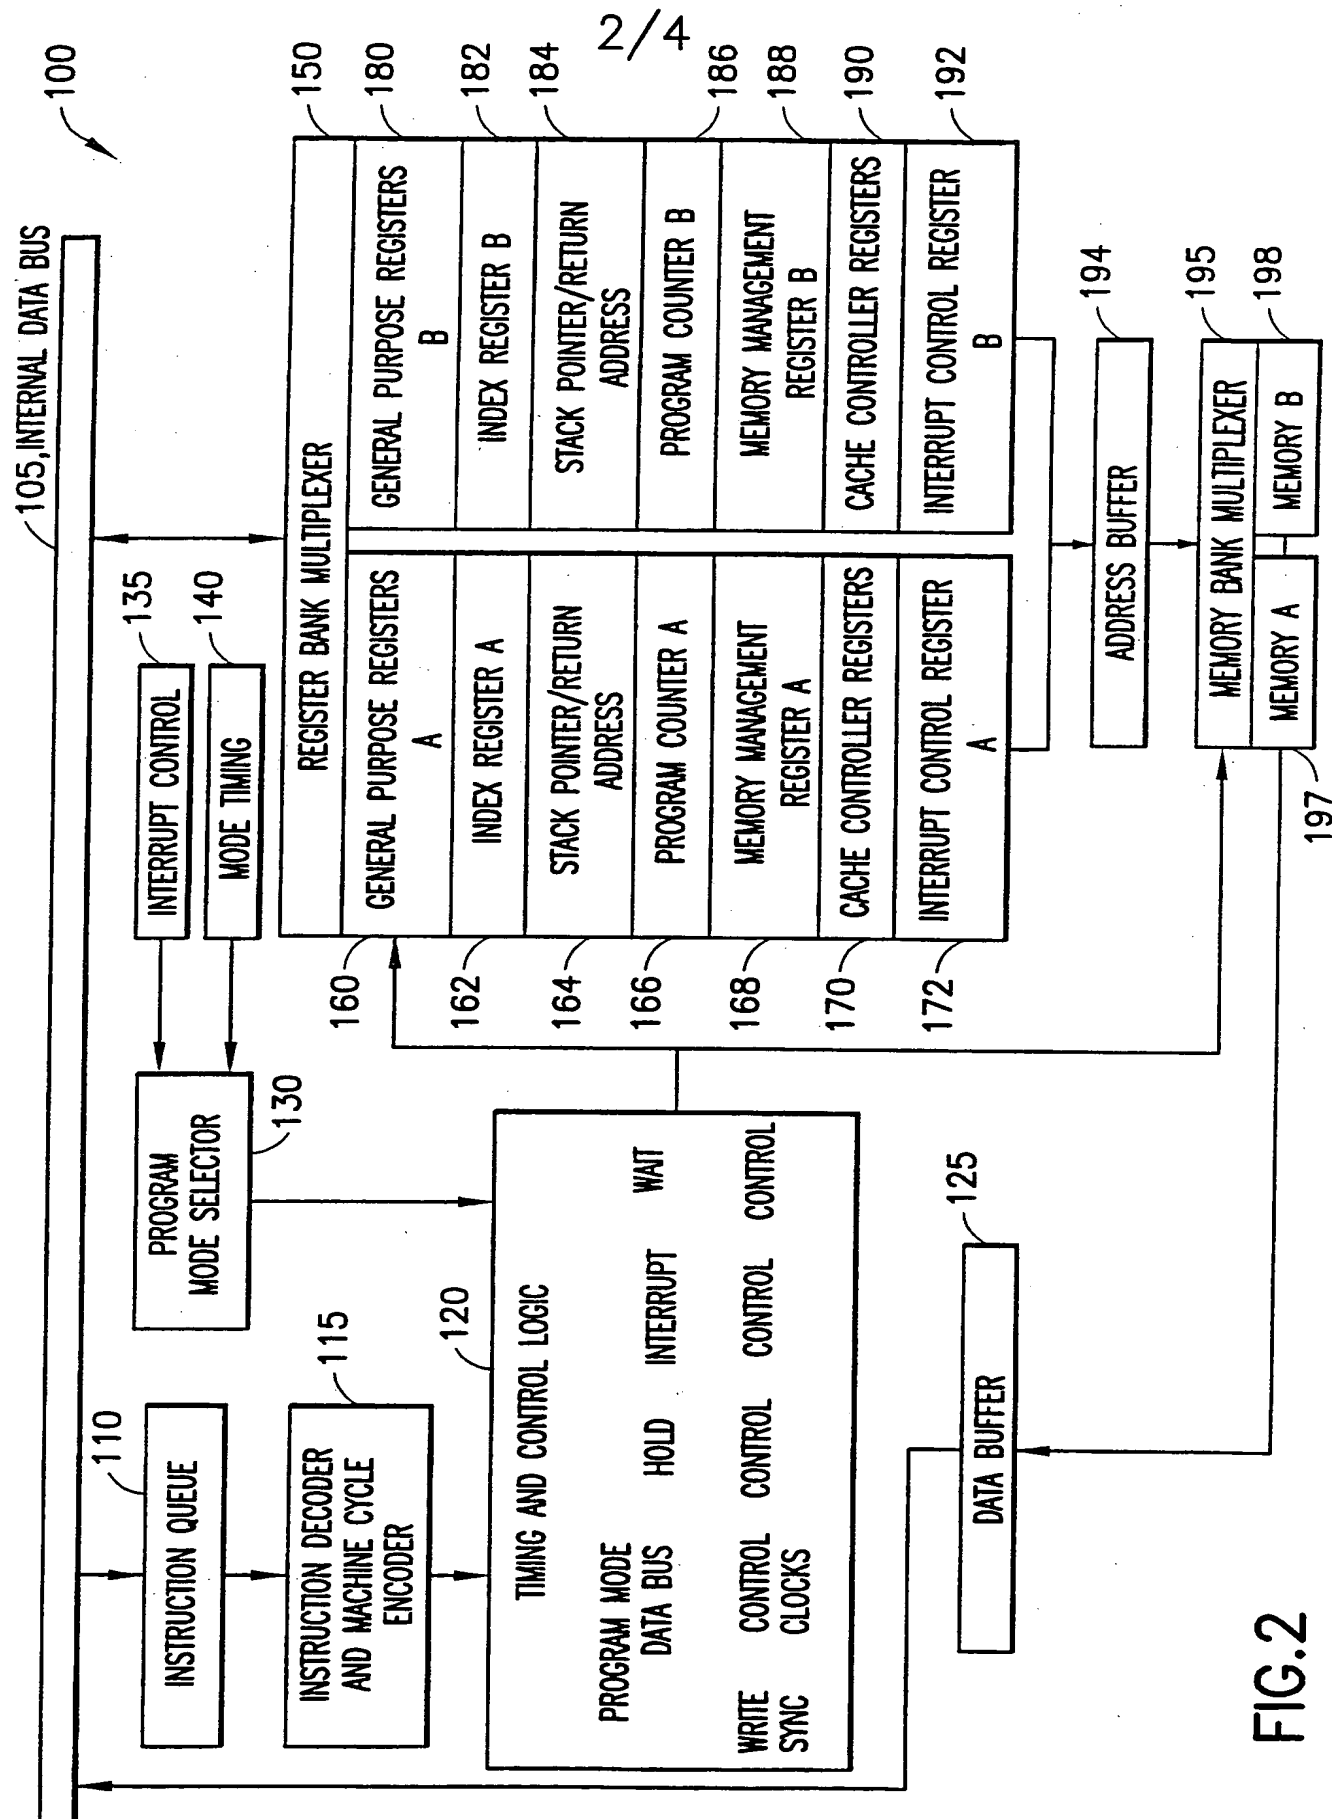 2/4
100
105,INTERNAL DATA BUS
INTERRUPT CONTROL
135
MODE TIMING
140
PROGRAM
MODE SELECTOR
130
110
INSTRUCTION QUEUE
115
INSTRUCTION DECODER
AND MACHINE CYCLE
ENCODER
120
TIMING AND CONTROL LOGIC
PROGRAM MODE
DATA BUS HOLD INTERRUPT WAIT
WRITE CONTROL CONTROL CONTROL CONTROL
SYNC CLOCKS
125
DATA BUFFER
REGISTER BANK MULTIPLEXER
150
160
GENERAL PURPOSE REGISTERS
A
GENERAL PURPOSE REGISTERS
B
180
162
INDEX REGISTER A
INDEX REGISTER B
182
164
STACK POINTER/RETURN
ADDRESS
STACK POINTER/RETURN
ADDRESS
184
166
PROGRAM COUNTER A
PROGRAM COUNTER B
186
168
MEMORY MANAGEMENT
REGISTER A
MEMORY MANAGEMENT
REGISTER B
188
170
CACHE CONTROLLER REGISTERS
CACHE CONTROLLER REGISTERS
190
172
INTERRUPT CONTROL REGISTER
A
INTERRUPT CONTROL REGISTER
B
192
ADDRESS BUFFER
194
MEMORY BANK MULTIPLEXER
195
MEMORY A
197
MEMORY B
198
FIG.2